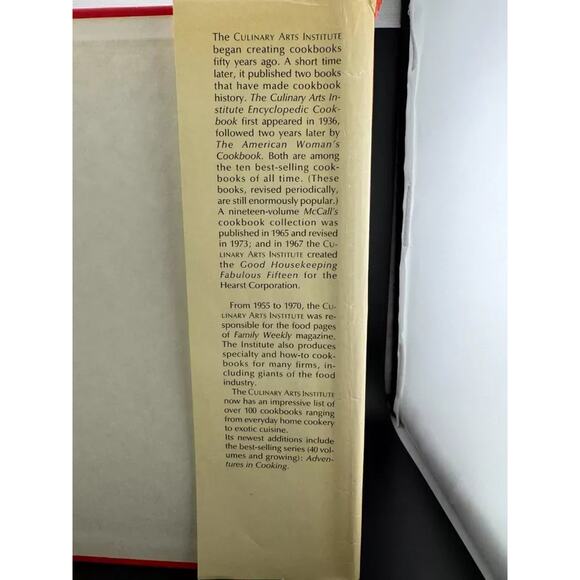 The CULINARY ARTS INSTITUTE
began creating cookbooks
fifty years ago. A short time
later, it published two books
that have made cookbook
history. The Culinary Arts In-
stitute Encyclopedic Cook-
book first appeared in 1936,
followed two years later by
The American Woman's
Cookbook. Both are among
the ten best-selling cook-
books of all time. (These
books, revised periodically,
are still enormously popular.)
A nineteen-volume McCall's
cookbook collection was
published in 1965 and revised
in 1973; and in 1967 the CU-
LINARY ARTS INSTITUTE created
the Good Housekeeping
Fabulous Fifteen for the
Hearst Corporation.
From 1955 to 1970, the CU-
LINARY ARTS INSTITUTE was re-
sponsible for the food pages
of Family Weekly magazine.
The Institute also produces
specialty and how-to cook-
books for many firms, in-
cluding giants of the food
industry.
The CULINARY ARTS INSTITUTE
now has an impressive list of
over 100 cookbooks ranging
from everyday home cookery
to exotic cuisine.
Its newest additions include
the best-selling series (40 vol-
umes and growing): Adven-
tures in Cooking.